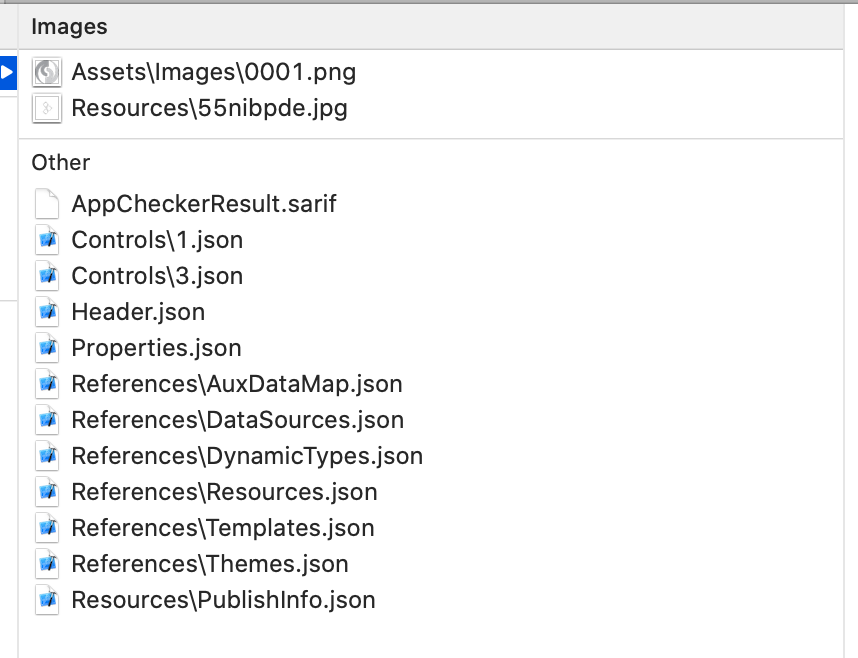 Images
Assets\Images\0001.png
Resources\55nibpde.jpg
Other
AppCheckerResult.sarif
Controls\1.json
Controls\3.json
Header.json
Properties.json
References\AuxDataMap.json
References\DataSources.json
References\DynamicTypes.json
References\Resources.json
References\Templates.json
References\Themes.json
Resources\PublishInfo.json